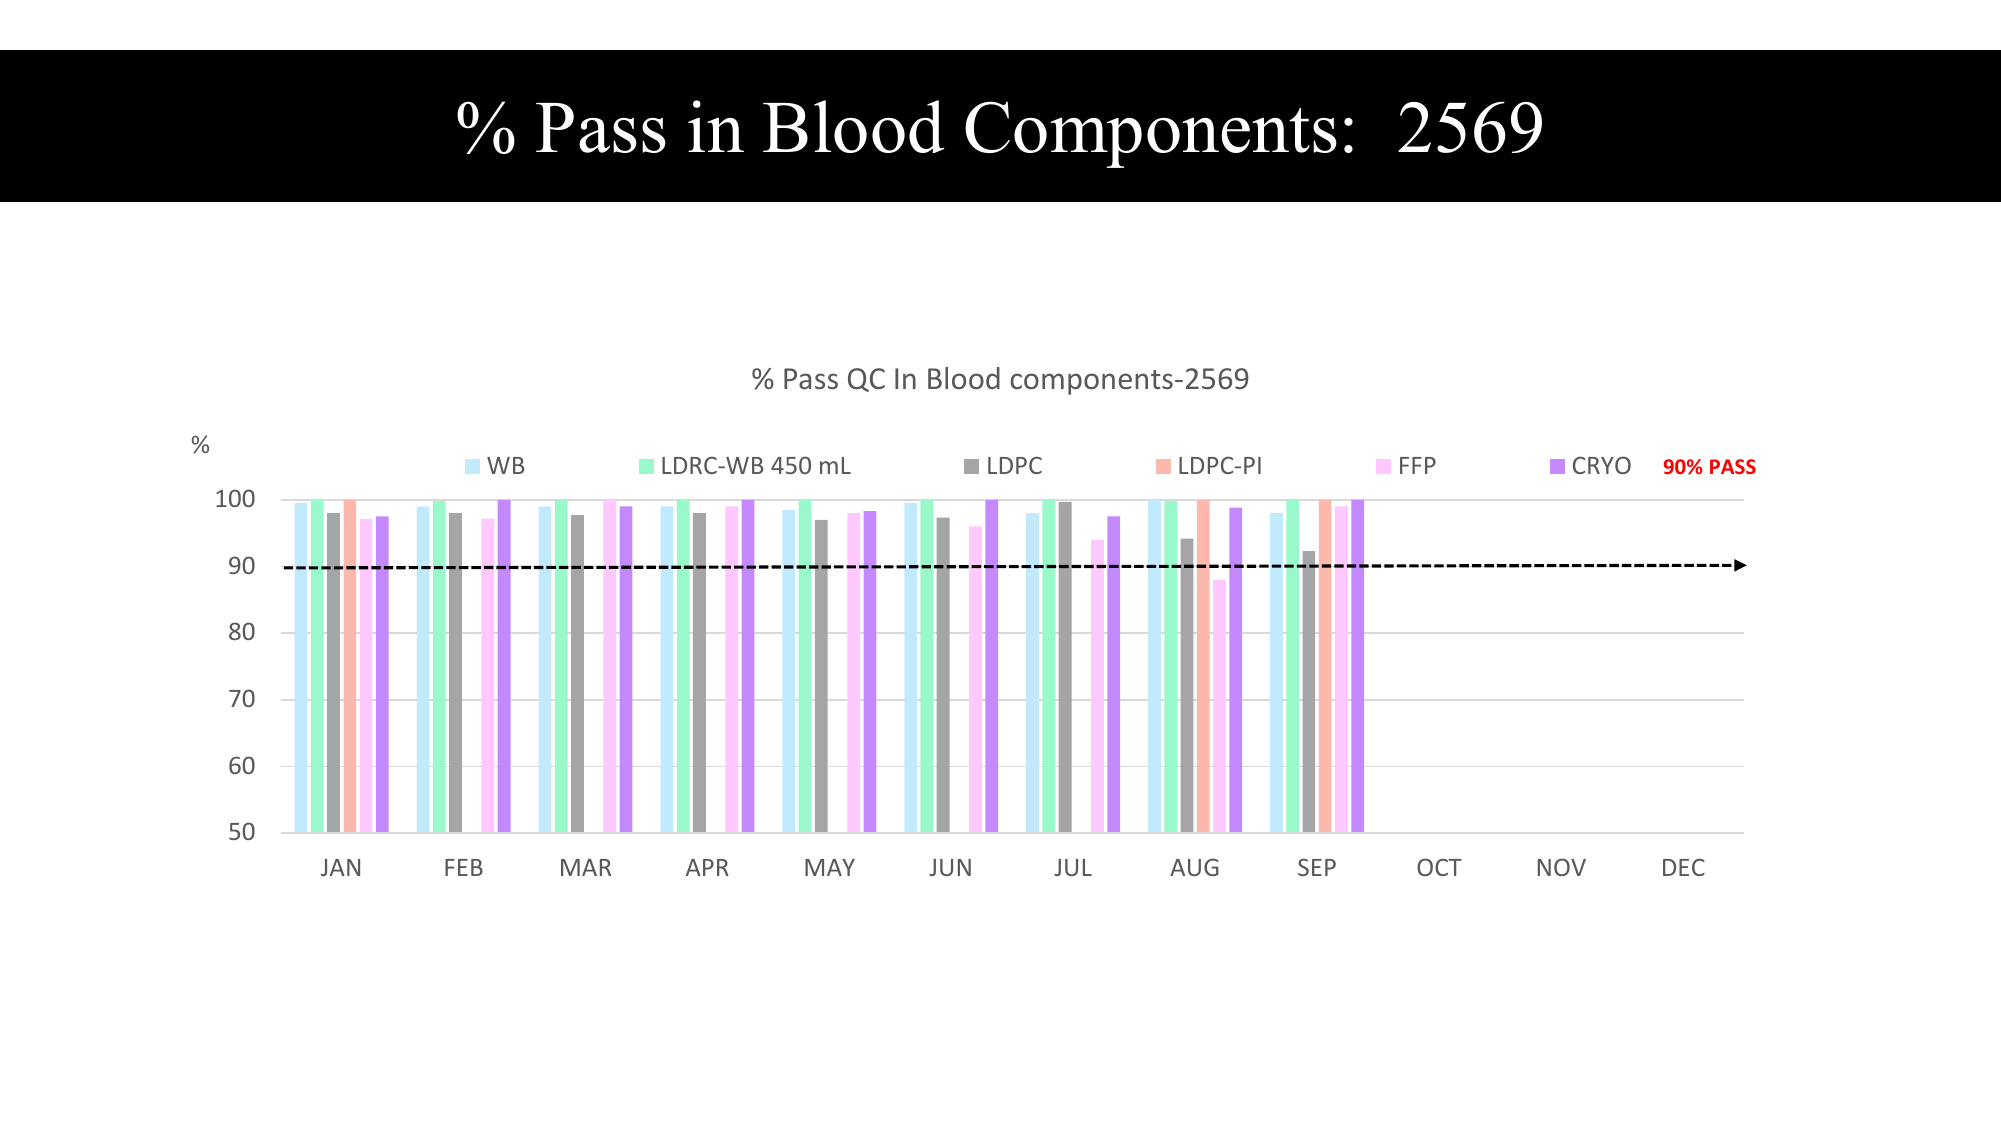 % Pass in Blood Components: 2569
% Pass QC In Blood components-2569
%
WB LDRC-WB 450 mL LDPC LDPC-PI FFP CRYO 90% PASS
100
90
80
70
60
50
JAN FEB MAR APR MAY JUN JUL AUG SEP OCT NOV DEC